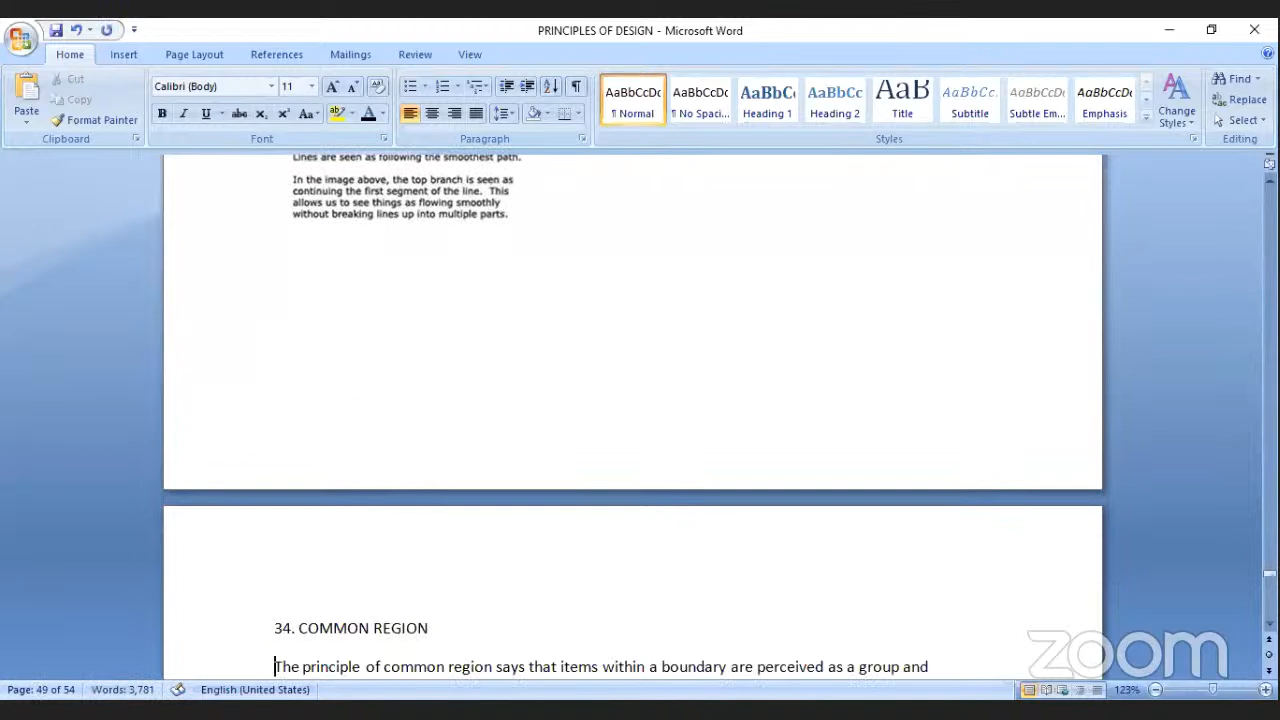 PRINCIPLES OF DESIGN - Microsoft Word
Home Insert Page Layout References Mailings Review View
Paste
Cut
Copy
Format Painter
Clipboard
Calibri (Body) 11
Font
Paragraph
AaBbCcDc AaBbCcDc AaBbC AaBbCc AaB AaBbCc. AaBbCcDc AaBbCcDc
¶ Normal ¶ No Spaci... Heading 1 Heading 2 Title Subtitle Subtle Em... Emphasis
Change
Styles
Styles
Find
Replace
Select
Editing
Lines are seen as following the smoothest path.
In the image above, the top branch is seen as
continuing the first segment of the line. This
allows us to see things as flowing smoothly
without breaking lines up into multiple parts.
34. COMMON REGION
The principle of common region says that items within a boundary are perceived as a group and
zoom
Page: 49 of 54 Words: 3,781 English (United States) 123%